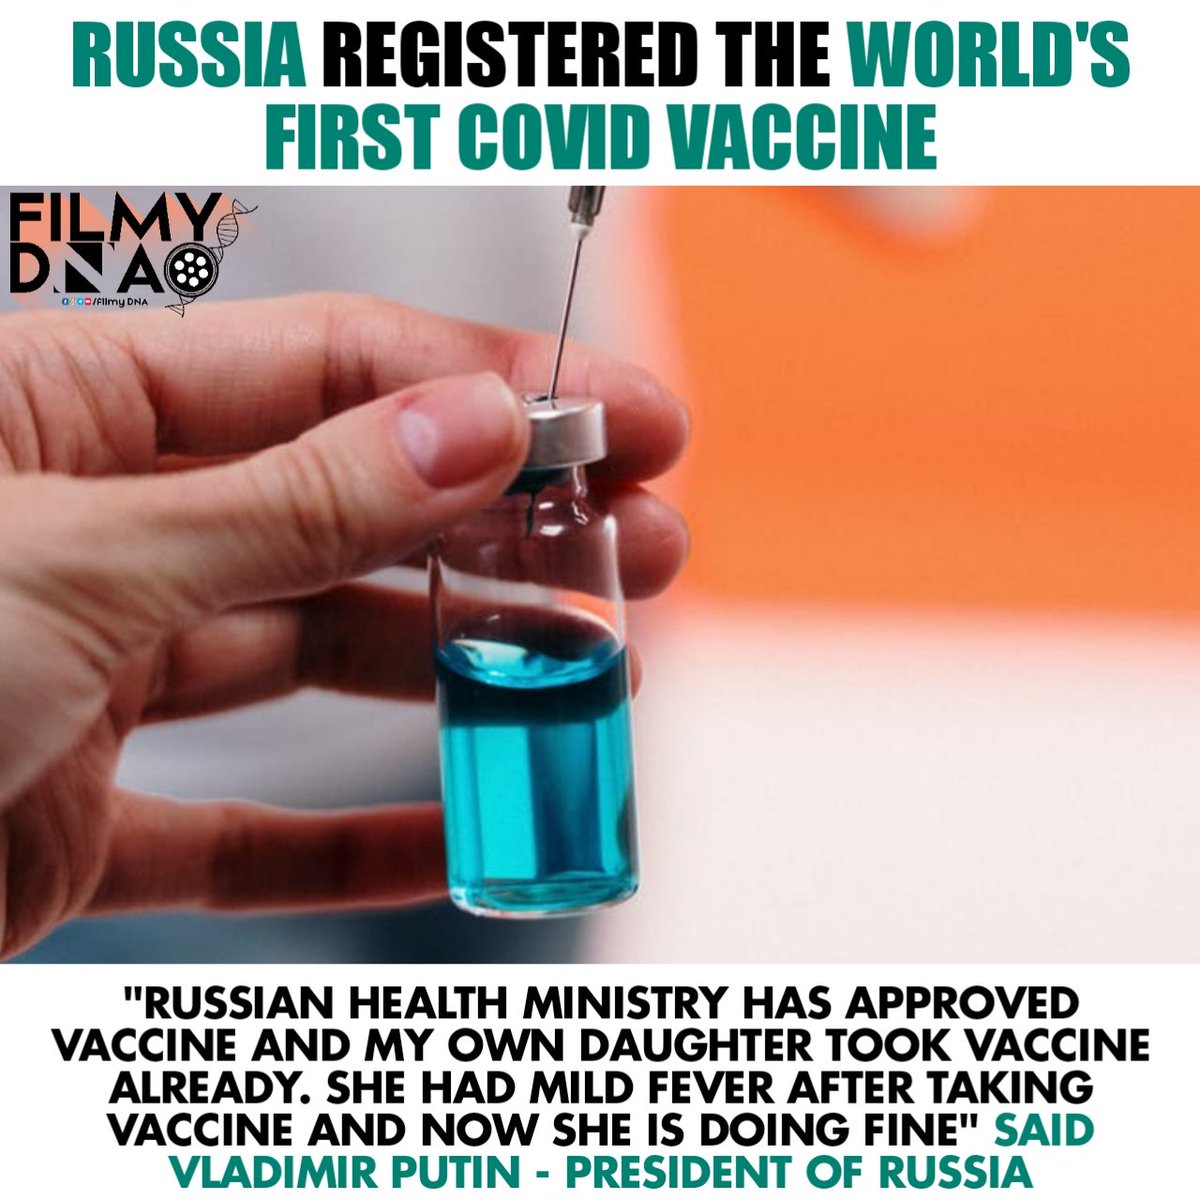 RUSSIA REGISTERED THE WORLD'S
FIRST COVID VACCINE
FILMY
DNA
/Filmy DNA
"RUSSIAN HEALTH MINISTRY HAS APPROVED
VACCINE AND MY OWN DAUGHTER TOOK VACCINE
ALREADY. SHE HAD MILD FEVER AFTER TAKING
VACCINE AND NOW SHE IS DOING FINE" SAID
VLADIMIR PUTIN - PRESIDENT OF RUSSIA